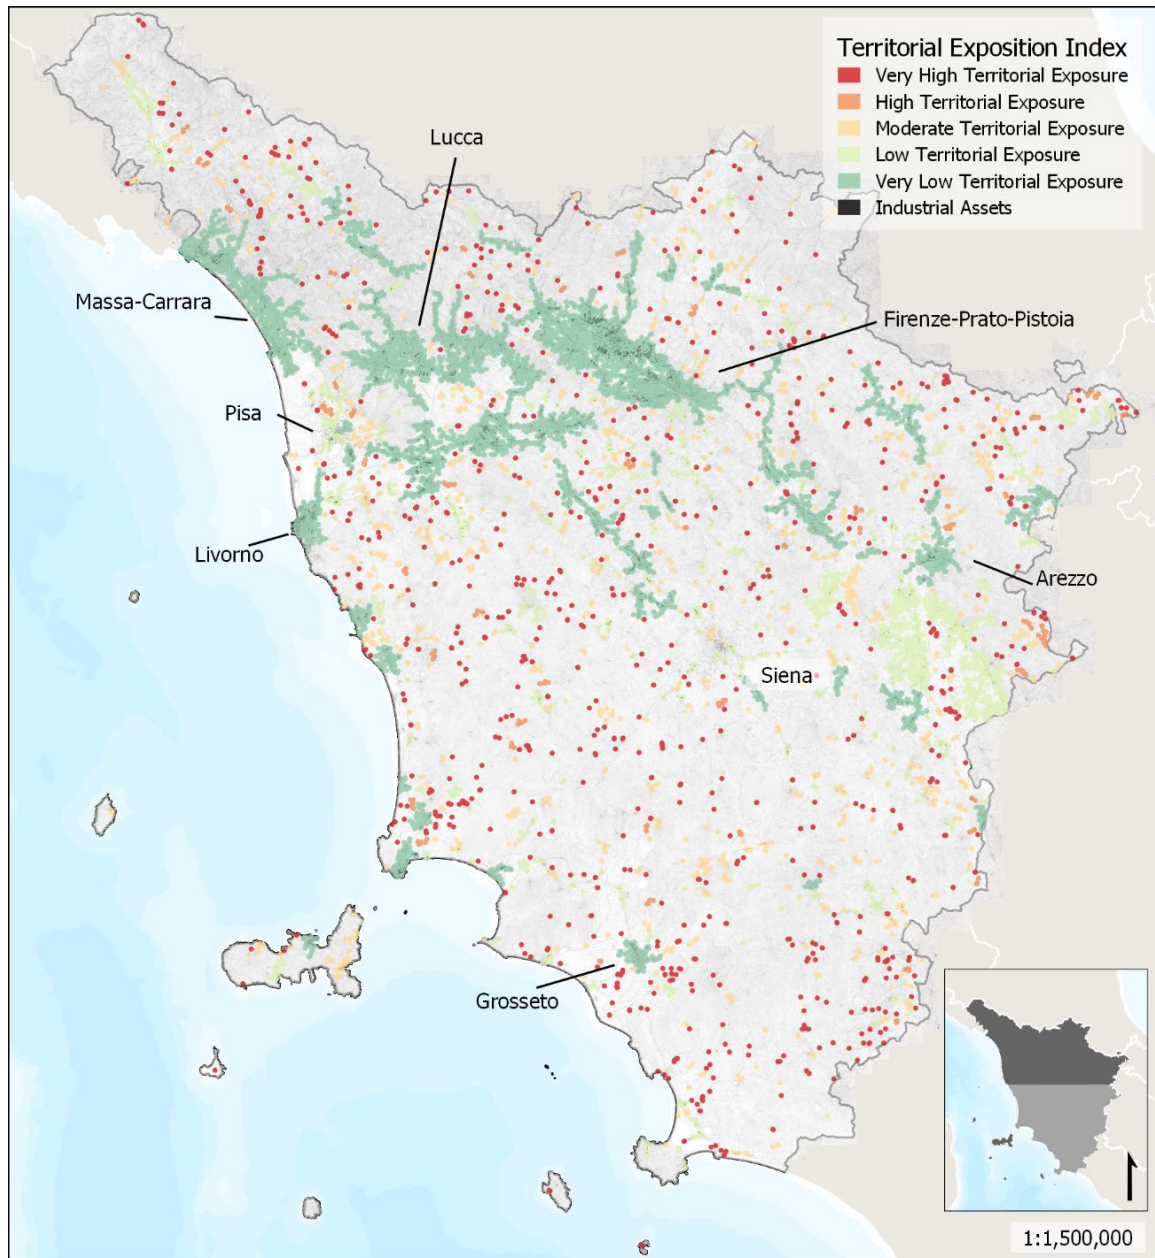 Territorial Exposition Index
Very High Territorial Exposure
High Territorial Exposure
Moderate Territorial Exposure
Low Territorial Exposure
Very Low Territorial Exposure
Industrial Assets
Lucca
Massa-Carrara
Firenze-Prato-Pistoia
Pisa
Livorno
Arezzo
Siena
Grosseto
1:1,500,000